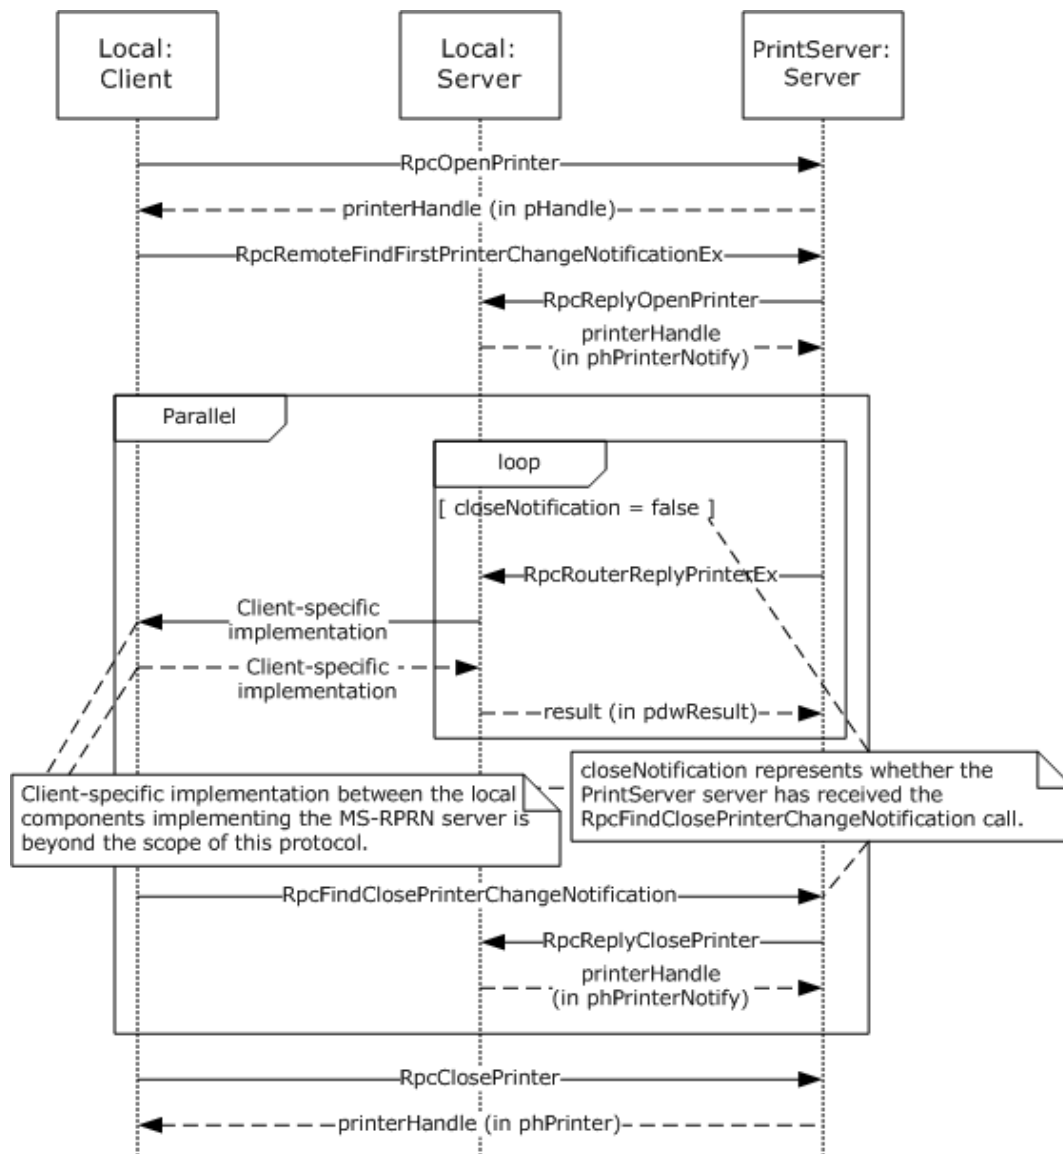 Local:
Client
Local:
Server
PrintServer:
Server
RpcOpenPrinter
printerHandle (in pHandle)
RpcRemoteFindFirstPrinterChangeNotificationEx
RpcReplyOpenPrinter
printerHandle
(in phPrinterNotify)
Parallel
loop
[ closeNotification = false ]
RpcRouterReplyPrinterEx
Client-specific
implementation
Client-specific
implementation
result (in pdwResult)
closeNotification represents whether the
PrintServer server has received the
RpcFindClosePrinterChangeNotification call.
Client-specific implementation between the local
components implementing the MS-RPRN server is
beyond the scope of this protocol.
RpcFindClosePrinterChangeNotification
RpcReplyClosePrinter
printerHandle
(in phPrinterNotify)
RpcClosePrinter
printerHandle (in phPrinter)